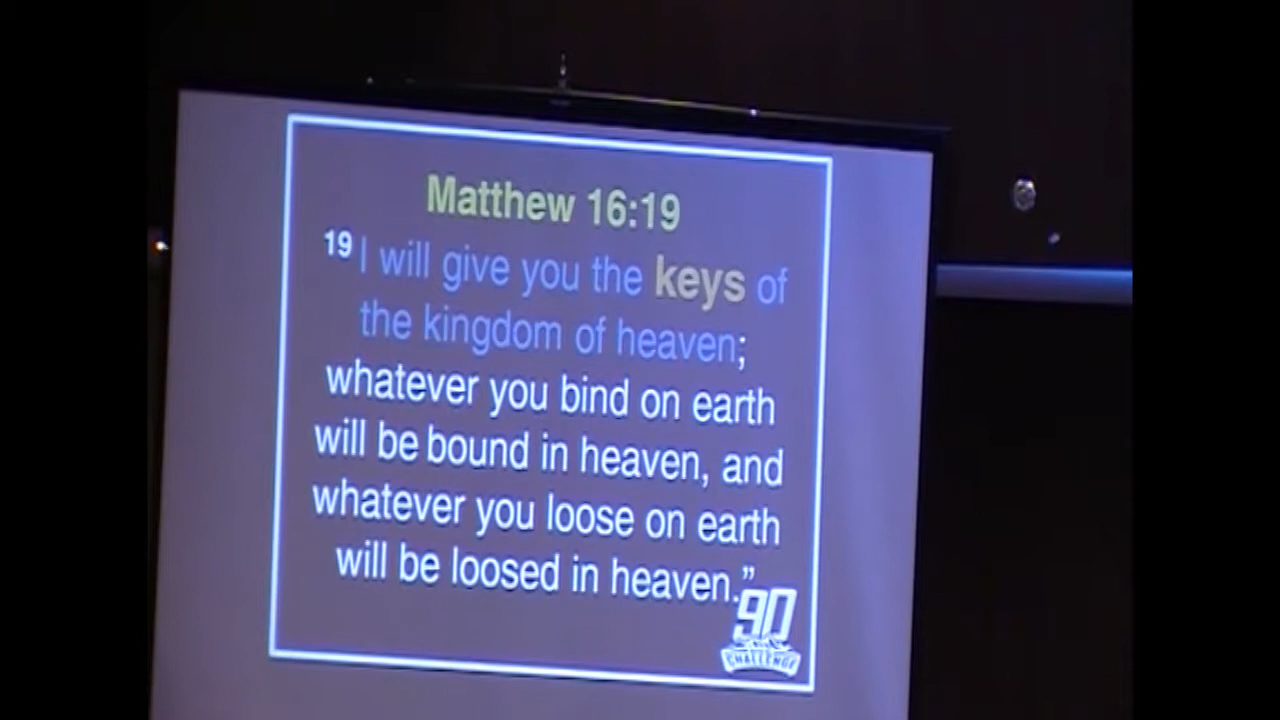 Matthew 16:19
19 I will give you the keys of
the kingdom of heaven;
whatever you bind on earth
will be bound in heaven, and
whatever you loose on earth
will be loosed in heaven.”
90
CHALLENGE